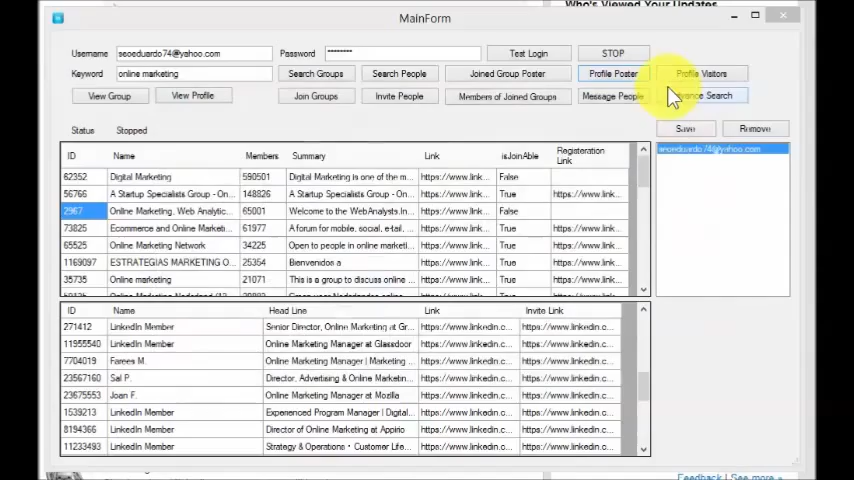 Who's Viewed Your Updates
MainForm
Username seoeduardo74@yahoo.com Password ******** Test Login STOP
Keyword online marketing Search Groups Search People Joined Group Poster Profile Poster Profile Visitors
View Group View Profile Join Groups Invite People Members of Joined Groups Message People Search
Status Stopped Save Remove
ID Name Members Summary Link isJoinAble Registeration Link
seoeduardo74@yahoo.com
62352 Digital Marketing 590501 Digital Marketing is one of the m... https://www.link... False
56766 A Startup Specialists Group - On... 148826 A Startup Specialists Group - On... https://www.link... True https://www.link...
2967 Online Marketing, Web Analytic... 65001 Welcome to the WebAnalysts.In... https://www.link... False
73825 Ecommerce and Online Marketi... 61977 A forum for mobile, social, e-tail, ... https://www.link... True https://www.link...
65525 Online Marketing Network 34225 Open to people in online marketi... https://www.link... True https://www.link...
1169097 ESTRATEGIAS MARKETING O... 36354 Bienvenidos a https://www.link... True https://www.link...
35735 Online marketing 21071 This is a group to discuss online ... https://www.link... True https://www.link...
ID Name Head Line Link Invite Link
271412 LinkedIn Member Senior Director, Online Marketing at Gr... https://www.linkedin.c... https://www.linkedin.c...
11955540 LinkedIn Member Online Marketing Manager at Glassdoor https://www.linkedin.c... https://www.linkedin.c...
7704019 Farees M. Online Marketing Manager | Marketing ... https://www.linkedin.c... https://www.linkedin.c...
23567160 Sal P. Director, Advertising & Online Marketin... https://www.linkedin.c... https://www.linkedin.c...
23675553 Joan F. Online Marketing Manager at Mozilla https://www.linkedin.c... https://www.linkedin.c...
1539213 LinkedIn Member Experienced Program Manager | Digital... https://www.linkedin.c... https://www.linkedin.c...
8194366 LinkedIn Member Director of Online Marketing at Appirio https://www.linkedin.c... https://www.linkedin.c...
11233493 LinkedIn Member Strategy & Operations • Customer Life... https://www.linkedin.c... https://www.linkedin.c...
Feedback | See more